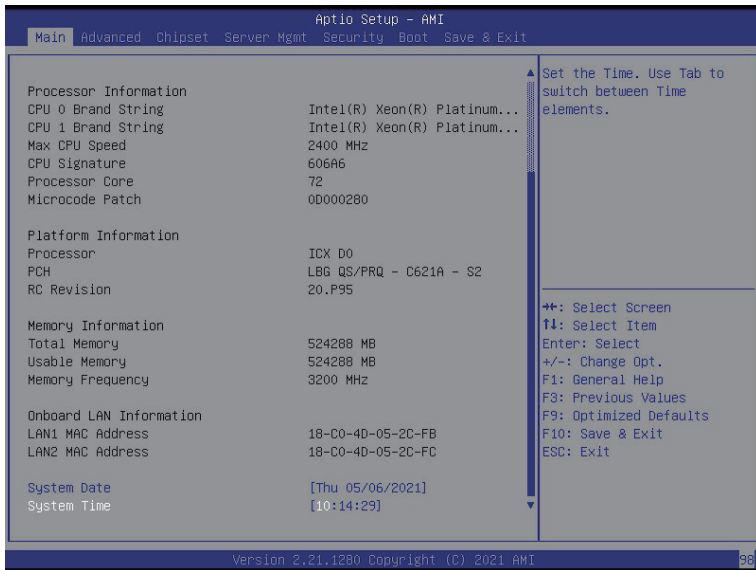 Aptio Setup – AMI
Main Advanced Chipset Server Mgmt Security Boot Save & Exit
Processor Information
CPU 0 Brand String Intel(R) Xeon(R) Platinum...
CPU 1 Brand String Intel(R) Xeon(R) Platinum...
Max CPU Speed 2400 MHz
CPU Signature 606A6
Processor Core 72
Microcode Patch 0D000280
Platform Information
Processor ICX D0
PCH LBG QS/PRQ - C621A - S2
RC Revision 20.P95
Memory Information
Total Memory 524288 MB
Usable Memory 524288 MB
Memory Frequency 3200 MHz
Onboard LAN Information
LAN1 MAC Address 18-C0-4D-05-2C-FB
LAN2 MAC Address 18-C0-4D-05-2C-FC
System Date [Thu 05/06/2021]
System Time [10:14:29]
Set the Time. Use Tab to
switch between Time
elements.
→←: Select Screen
↑↓: Select Item
Enter: Select
+/-: Change Opt.
F1: General Help
F3: Previous Values
F9: Optimized Defaults
F10: Save & Exit
ESC: Exit
Version 2.21.1280 Copyright (C) 2021 AMI
98